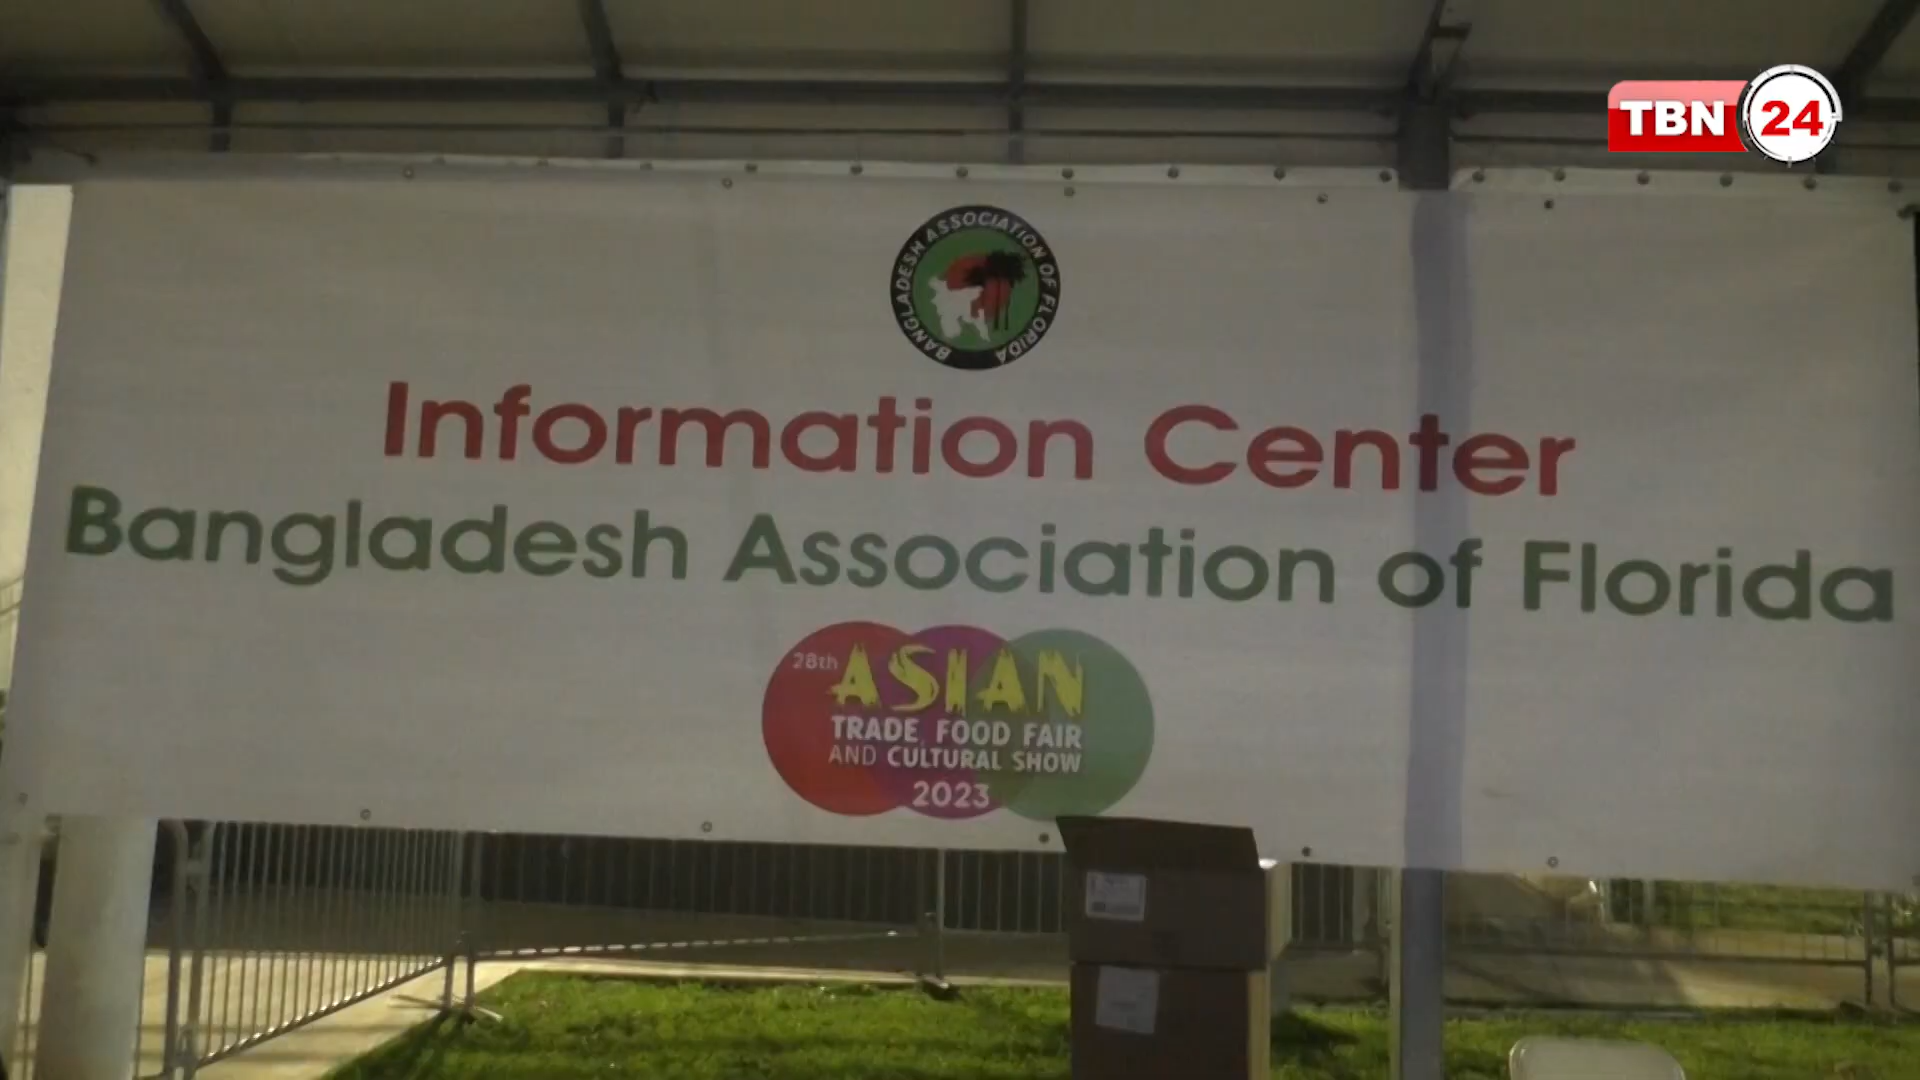 TBN 24
BANGLADESH ASSOCIATION OF FLORIDA
Information Center
Bangladesh Association of Florida
28th ASIAN
TRADE, FOOD FAIR
AND CULTURAL SHOW
2023